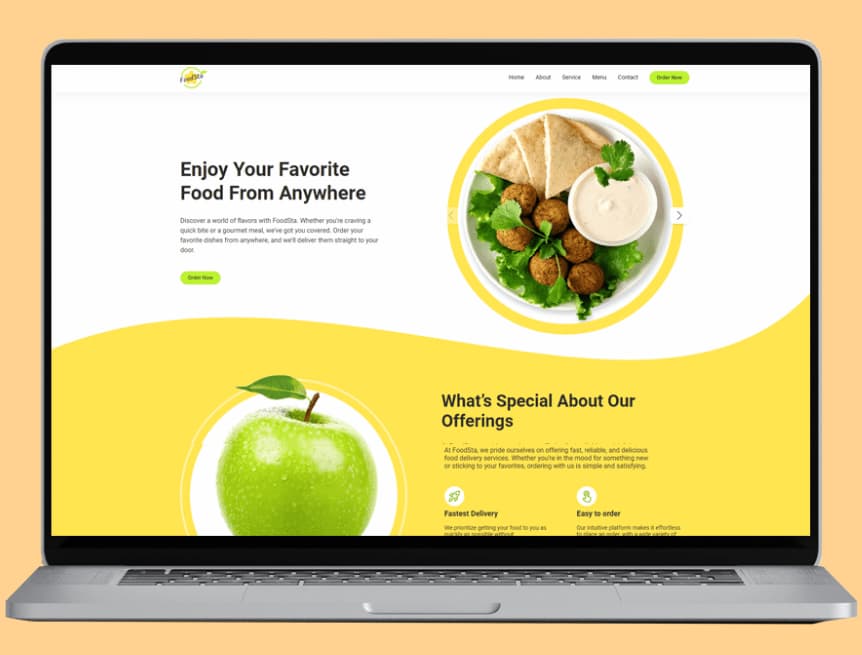 FoodSta
Home About Service Menu Contact Order Now
Enjoy Your Favorite
Food From Anywhere
Discover a world of flavors with FoodSta. Whether you're craving a
quick bite or a gourmet meal, we've got you covered. Order your
favorite dishes from anywhere, and we'll deliver them straight to your
door.
Order Now
What's Special About Our
Offerings
At FoodSta, we pride ourselves on offering fast, reliable, and delicious
food delivery services. Whether you're in the mood for something new
or sticking to your favorites, ordering with us is simple and satisfying.
Fastest Delivery
We prioritize getting your food to you as
quickly as possible without
Easy to order
Our intuitive platform makes it effortless
to place an order, with a wide variety of